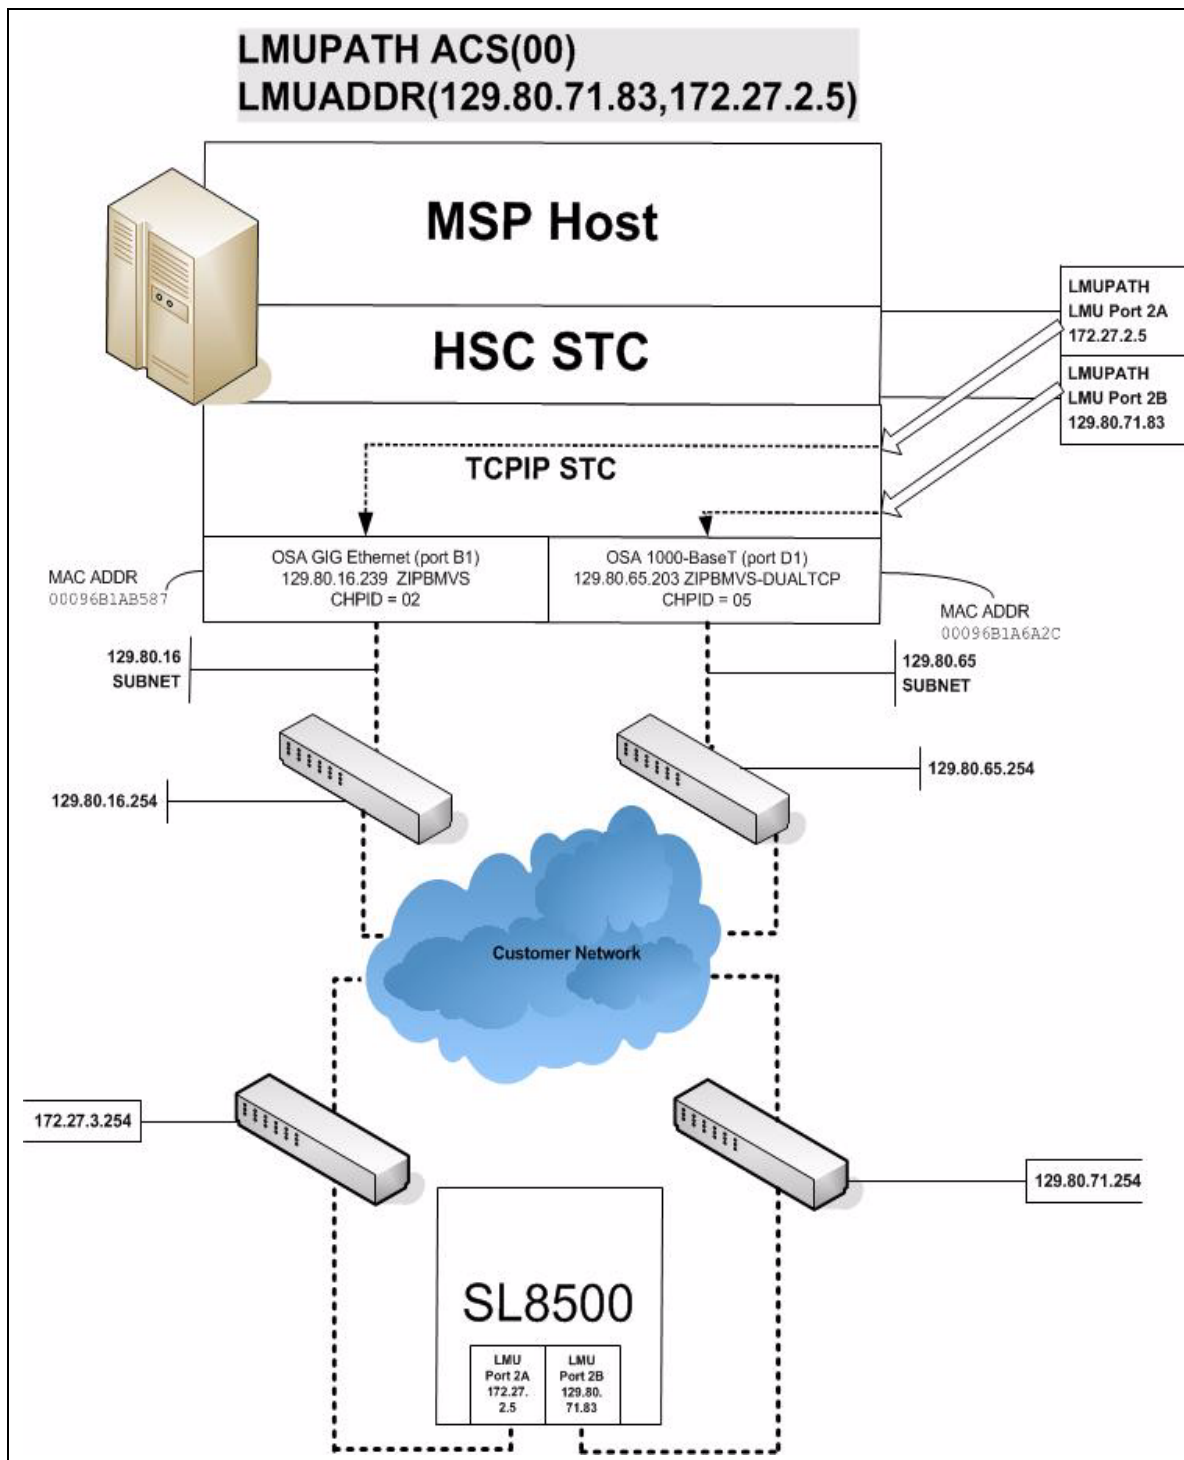 LMUPATH ACS(00)
LMUADDR(129.80.71.83,172.27.2.5)
MSP Host
HSC STC
LMUPATH
LMU Port 2A
172.27.2.5
LMUPATH
LMU Port 2B
129.80.71.83
TCPIP STC
OSA GIG Ethernet (port B1)
129.80.16.239 ZIPBMVS
CHPID = 02
OSA 1000-BaseT (port D1)
129.80.65.203 ZIPBMVS-DUALTCP
CHPID = 05
MAC ADDR
00096B1AB587
MAC ADDR
00096B1A6A2C
129.80.16
SUBNET
129.80.65
SUBNET
129.80.16.254
129.80.65.254
Customer Network
172.27.3.254
129.80.71.254
SL8500
LMU
Port 2A
172.27.
2.5
LMU
Port 2B
129.80.
71.83